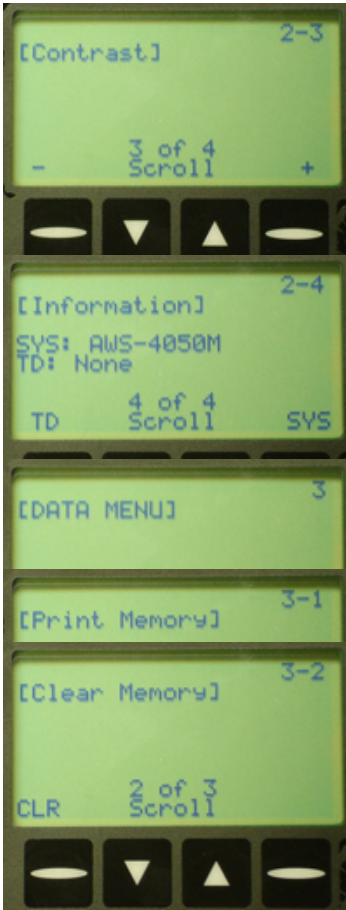 2-3
[Contrast]
3 of 4
- Scroll +
2-4
[Information]
SYS: AWS-4050M
TD: None
4 of 4
TD Scroll SYS
3
[DATA MENU]
3-1
[Print Memory]
3-2
[Clear Memory]
2 of 3
CLR Scroll